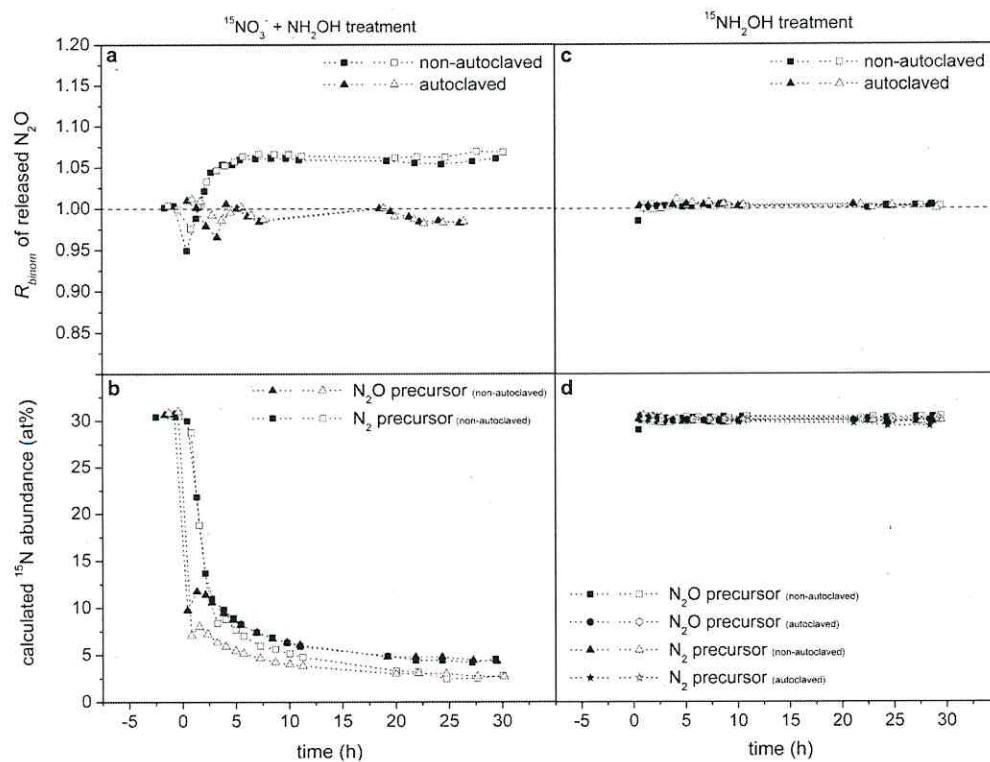 ¹⁵NO₃⁻ + NH₂OH treatment
¹⁵NH₂OH treatment
R_binom of released N₂O
1.20
1.15
1.10
1.05
1.00
0.95
0.90
0.85
a
non-autoclaved
autoclaved
c
non-autoclaved
autoclaved
calculated ¹⁵N abundance (at%)
30
25
20
15
10
5
0
b
N₂O precursor (non-autoclaved)
N₂ precursor (non-autoclaved)
d
N₂O precursor (non-autoclaved)
N₂O precursor (autoclaved)
N₂ precursor (non-autoclaved)
N₂ precursor (autoclaved)
-5 0 5 10 15 20 25 30
-5 0 5 10 15 20 25 30
time (h)
time (h)